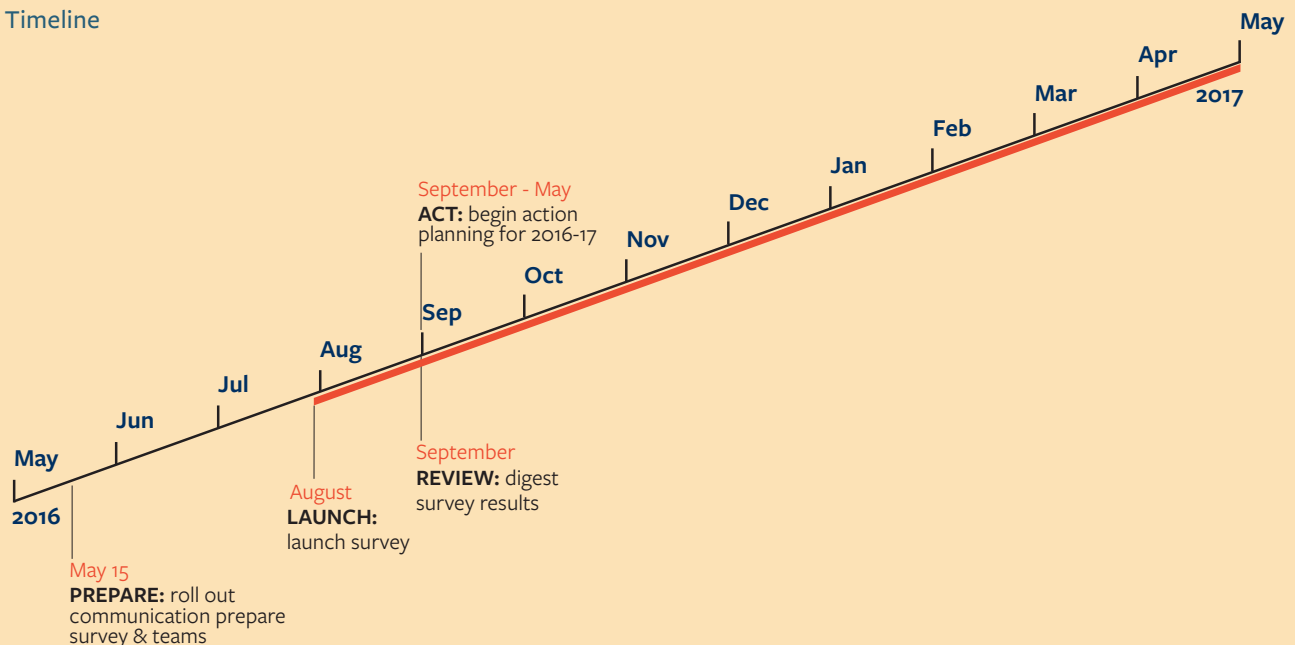 Timeline
May
2016
Jun
Jul
Aug
Sep
Oct
Nov
Dec
Jan
Feb
Mar
Apr
May
2017
May 15
PREPARE: roll out
communication prepare
survey & teams
August
LAUNCH:
launch survey
September
REVIEW: digest
survey results
September - May
ACT: begin action
planning for 2016-17